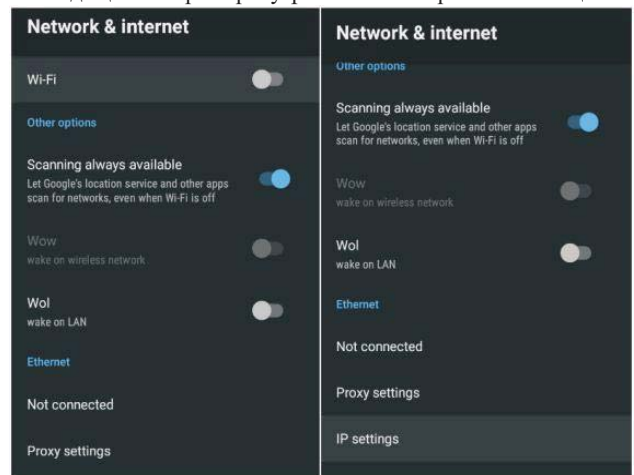 Network & internet
Wi-Fi
Other options
Scanning always available
Let Google's location service and other apps
scan for networks, even when Wi-Fi is off
Wow
wake on wireless network
Wol
wake on LAN
Ethernet
Not connected
Proxy settings
Network & internet
Other options
Scanning always available
Let Google's location service and other apps
scan for networks, even when Wi-Fi is off
Wow
wake on wireless network
Wol
wake on LAN
Ethernet
Not connected
Proxy settings
IP settings